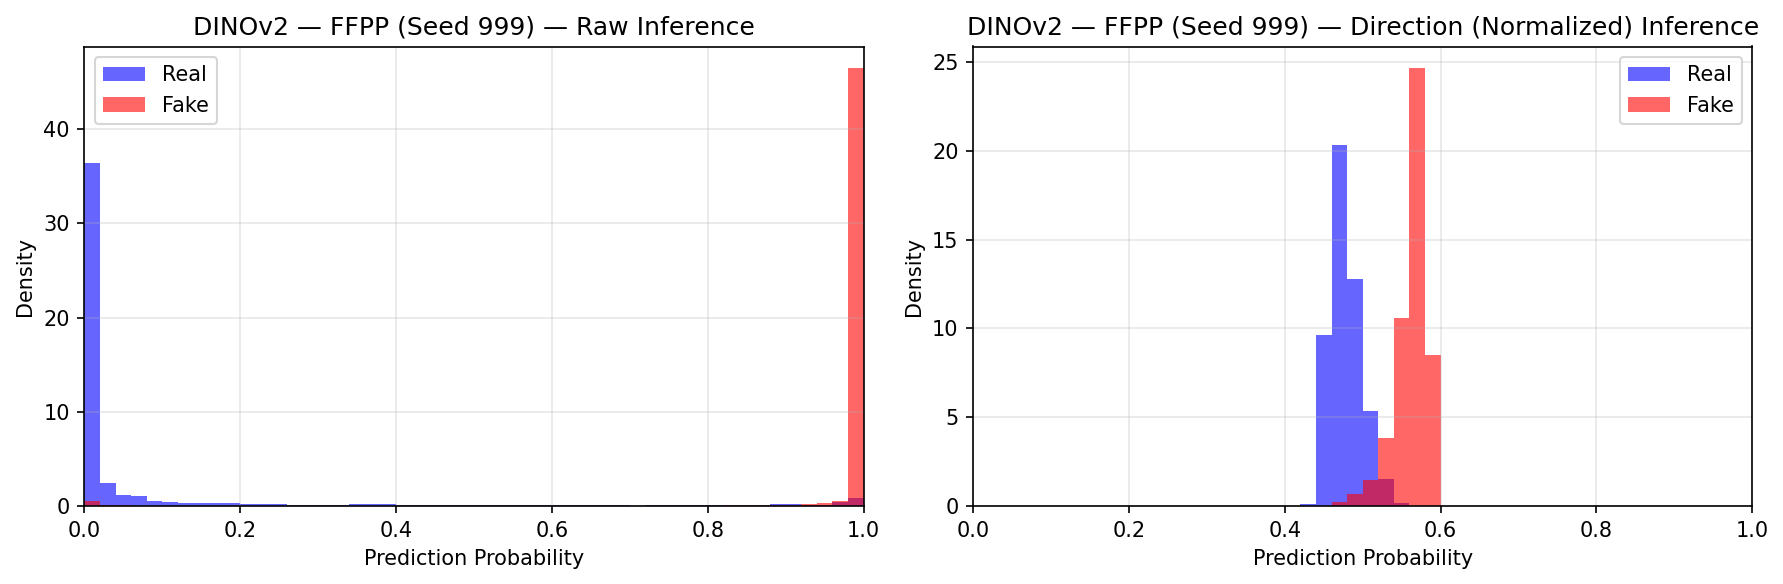 DINOv2 — FFPP (Seed 999) — Raw Inference
Real
Fake
Density
40
30
20
10
0
0.0 0.2 0.4 0.6 0.8 1.0
Prediction Probability
DINOv2 — FFPP (Seed 999) — Direction (Normalized) Inference
Real
Fake
Density
25
20
15
10
5
0
0.0 0.2 0.4 0.6 0.8 1.0
Prediction Probability